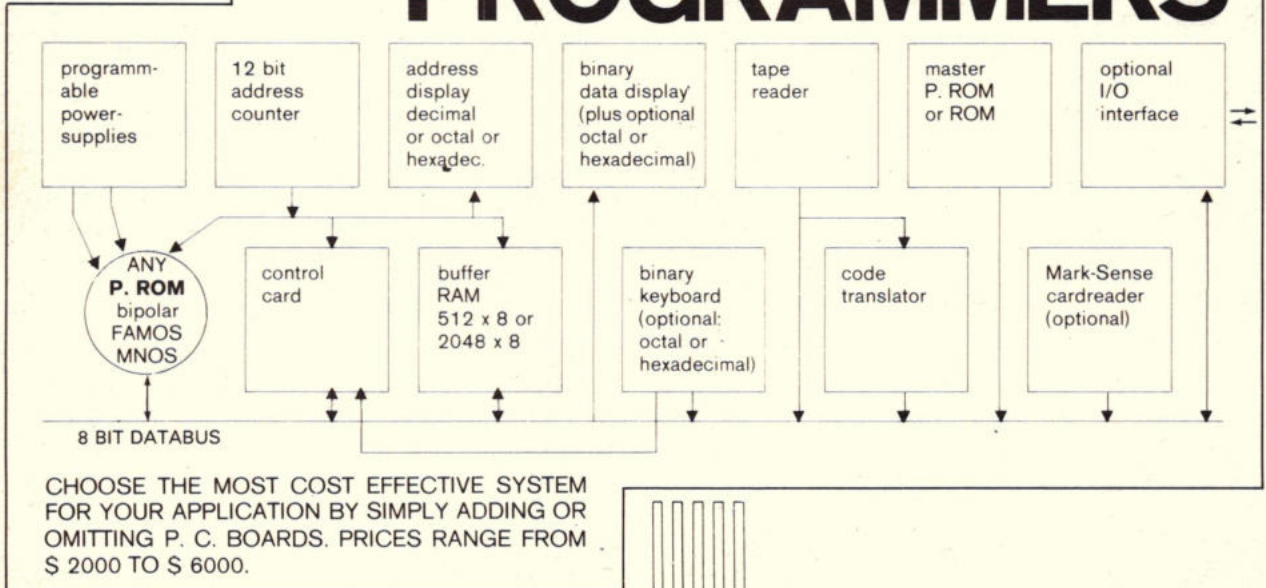 PROGRAMMERS
programm-
able
power-
supplies
12 bit
address
counter
address
display
decimal
or octal or
hexadec.
binary
data display
(plus optional
octal or
hexadecimal)
tape
reader
master
P. ROM
or ROM
optional
I/O
interface
ANY
P. ROM
bipolar
FAMOS
MNOS
control
card
buffer
RAM
512 x 8 or
2048 x 8
binary
keyboard
(optional:
octal or
hexadecimal)
code
translator
Mark-Sense
cardreader
(optional)
8 BIT DATABUS
CHOOSE THE MOST COST EFFECTIVE SYSTEM
FOR YOUR APPLICATION BY SIMPLY ADDING OR
OMITTING P. C. BOARDS. PRICES RANGE FROM
$ 2000 TO $ 6000.